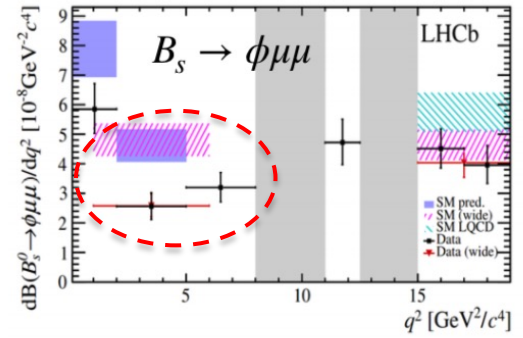 dB(B⁰ₛ→ϕμμ)/dq² [10⁻⁸GeV⁻²c⁴]
9
8
7
6
5
4
3
2
1
0
Bₛ → ϕμμ
LHCb
SM pred.
SM (wide)
SM LQCD
Data
Data (wide)
5
10
15
q² [GeV²/c⁴]